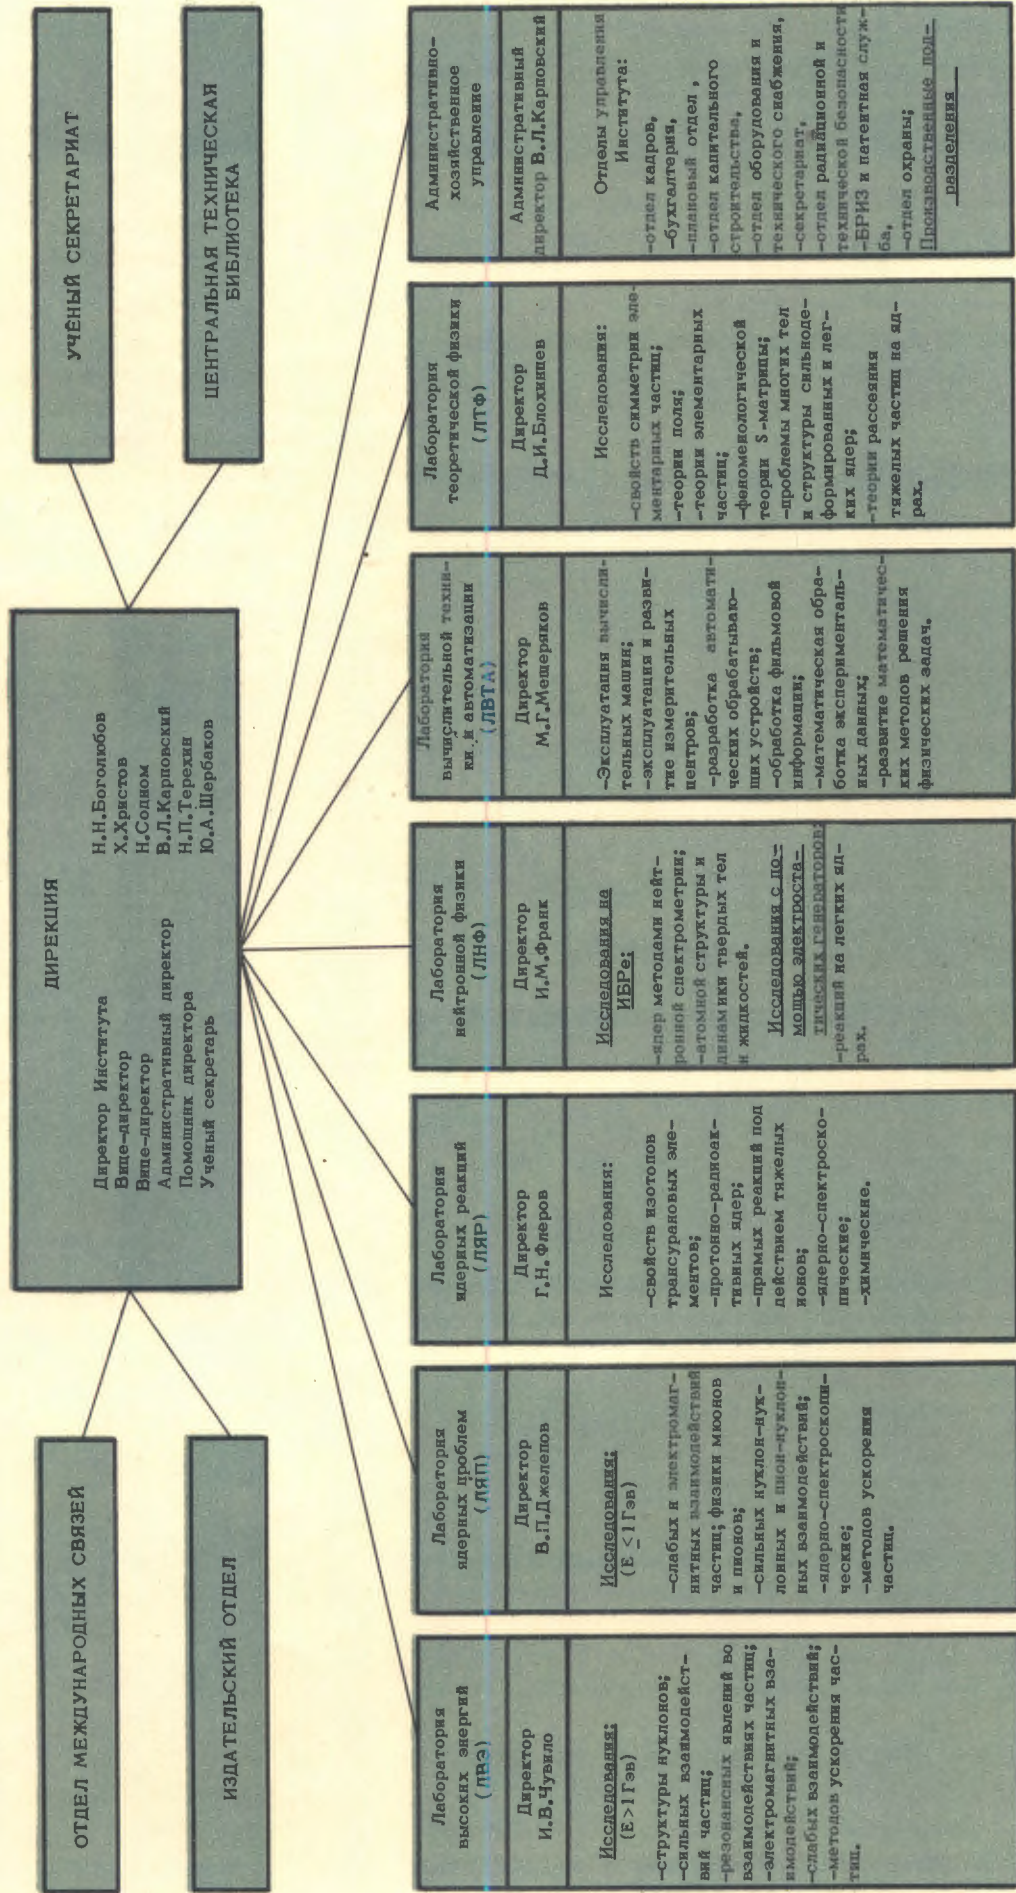 ОТДЕЛ МЕЖДУНАРОДНЫХ СВЯЗЕЙ
ИЗДАТЕЛЬСКИЙ ОТДЕЛ
ДИРЕКЦИЯ
Директор Института Н.Н.Боголюбов
Вице-директор Х.Христов
Вице-директор Н.Содном
Административный директор В.Л.Карповский
Помощник директора Н.П.Терехин
Учёный секретарь Ю.А.Щербаков
УЧЁНЫЙ СЕКРЕТАРИАТ
ЦЕНТРАЛЬНАЯ ТЕХНИЧЕСКАЯ
БИБЛИОТЕКА
Лаборатория
высоких энергий
(ЛВЭ)
Директор
И.В.Чувило
Исследования:
(E>1Гэв)
-структуры нуклонов;
-сильных взаимодейст-
вий частиц;
-резонансных явлений во
взаимодействиях частиц;
-электромагнитных вза-
имодействий;
-слабых взаимодействий;
-методов ускорения час-
тиц.
Лаборатория
ядерных проблем
(ЛЯП)
Директор
В.П.Джелепов
Исследования:
(E ≤ 1Гэв)
-слабых и электромаг-
нитных взаимодействий
частиц; физики мюонов
и пионов;
-сильных нуклон-нук-
лонных и пион-нуклон-
ных взаимодействий;
-ядерно-спектроскопи-
ческие;
-методов ускорения
частиц.
Лаборатория
ядерных реакций
(ЛЯР)
Директор
Г.Н.Флеров
Исследования:
-свойств изотопов
трансурановых эле-
ментов;
-протонно-радиоак-
тивных ядер;
-прямых реакций под
действием тяжелых
ионов;
-ядерно-спектроско-
пические;
-химические.
Лаборатория
нейтронной физики
(ЛНФ)
Директор
И.М.Франк
Исследования на
ИБРе:
-ядер методами нейт-
ронной спектрометрии;
-атомной структуры и
динамики твердых тел
и жидкостей.
Исследования с по-
мощью электроста-
тических генераторов:
-реакций на легких яд-
рах.
Лаборатория
вычислительной техни-
ки и автоматизации
(ЛВТА)
Директор
М.Г.Мещеряков
-Эксплуатация вычисли-
тельных машин;
-эксплуатация и разви-
тие измерительных
центров;
-разработка автомати-
ческих обрабатываю-
щих устройств;
-обработка фильмовой
информации;
-математическая обра-
ботка эксперименталь-
ных данных;
-развитие математичес-
ких методов решения
физических задач.
Лаборатория
теоретической физики
(ЛТФ)
Директор
Д.И.Блохинцев
Исследования:
-свойств симметрии эле-
ментарных частиц;
-теории поля;
-теории элементарных
частиц;
-феноменологической
теории S-матрицы;
-проблемы многих тел
и структуры сильноде-
формированных и лег-
ких ядер;
-теории рассеяния
тяжелых частиц на яд-
рах.
Административно-
хозяйственное
управление
Административный
директор В.Л.Карповский
Отделы управления
Института:
-отдел кадров,
-бухгалтерия,
-плановый отдел,
-отдел капитального
строительства,
-отдел оборудования и
технического снабжения,
-секретариат,
-отдел радиационной и
технической безопасности
-БРИЗ и патентная служ-
ба,
-отдел охраны;
Производственные под-
разделения